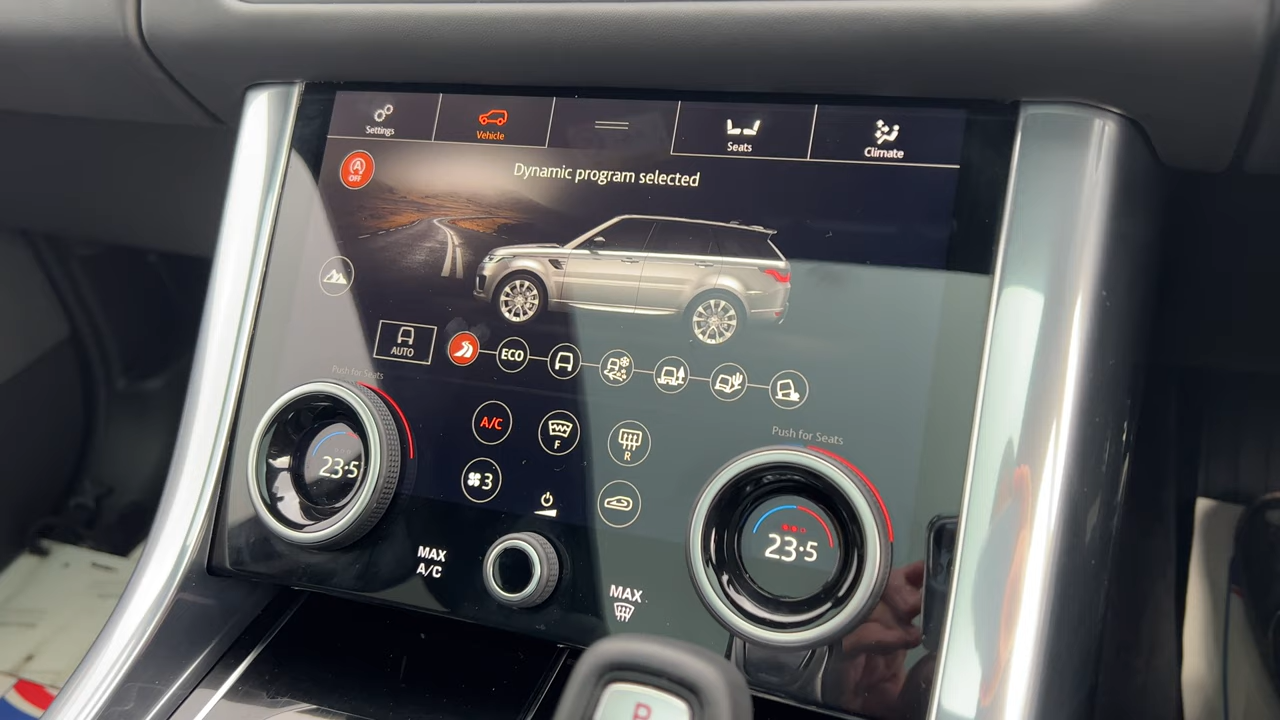 Settings
Vehicle
Seats
Climate
A
OFF
Dynamic program selected
AUTO
ECO
Push for Seats
Push for Seats
A/C
F
R
23·5
3
23·5
MAX
A/C
MAX
P